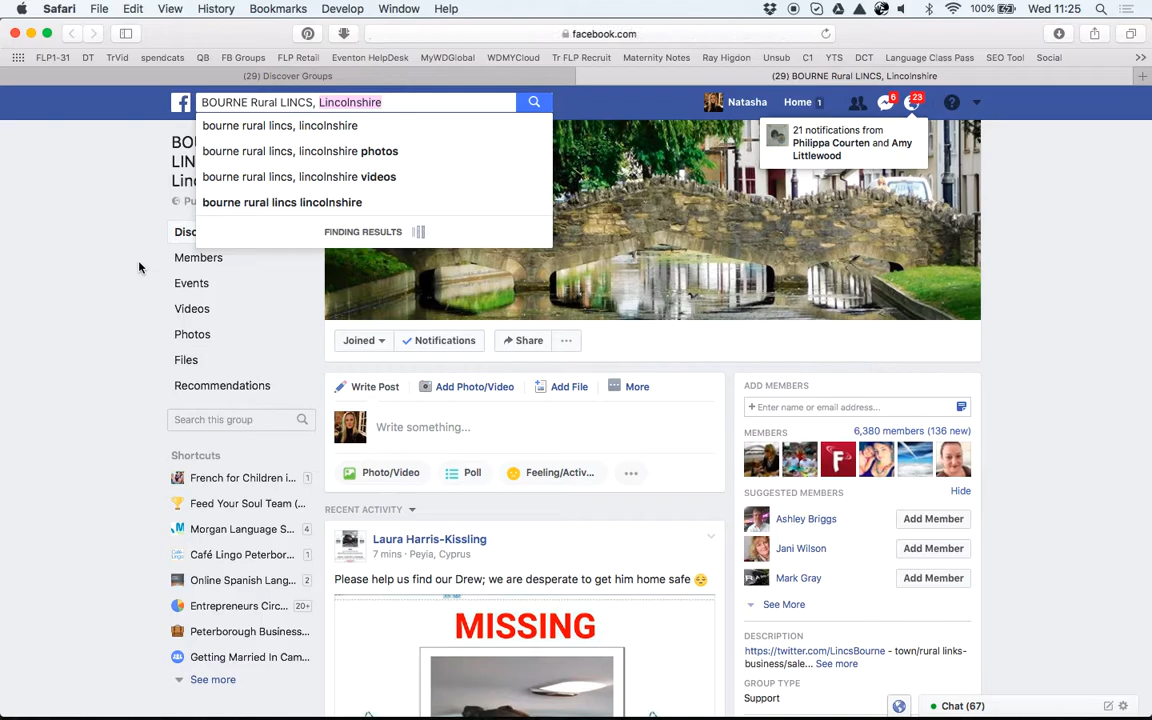 Safari File Edit View History Bookmarks Develop Window Help 100% Wed 11:25
facebook.com
FLP1-31 DT TrVid spendcats QB FB Groups FLP Retail Eventon HelpDesk MyWDGlobal WDMYCloud Tr FLP Recruit Maternity Notes Ray Higdon Unsub C1 YTS DCT Language Class Pass SEO Tool Social
(29) Discover Groups
(29) BOURNE Rural LINCS, Lincolnshire
BOURNE Rural LINCS, Lincolnshire
Natasha Home 1 6 23
bourne rural lincs, lincolnshire
bourne rural lincs, lincolnshire photos
bourne rural lincs, lincolnshire videos
bourne rural lincs lincolnshire
FINDING RESULTS
21 notifications from
Philippa Courten and Amy
Littlewood
BO
LIN
Linc
Pu
Disc
Members
Events
Videos
Photos
Files
Recommendations
Search this group
Shortcuts
French for Children i... 1
Feed Your Soul Team (...
Morgan Language S... 4
Café Lingo Peterbor... 1
Online Spanish Lang... 2
Entrepreneurs Circ... 20+
Peterborough Business...
Getting Married In Cam...
See more
Joined Notifications Share
Write Post Add Photo/Video Add File More
Write something...
Photo/Video Poll Feeling/Activ...
RECENT ACTIVITY
Laura Harris-Kissling
7 mins · Peyia, Cyprus
Please help us find our Drew; we are desperate to get him home safe
MISSING
ADD MEMBERS
+ Enter name or email address...
MEMBERS 6,380 members (136 new)
SUGGESTED MEMBERS Hide
Ashley Briggs Add Member
Jani Wilson Add Member
Mark Gray Add Member
See More
DESCRIPTION
https://twitter.com/LincsBourne - town/rural links-
business/sale... See more
GROUP TYPE
Support
Chat (67)